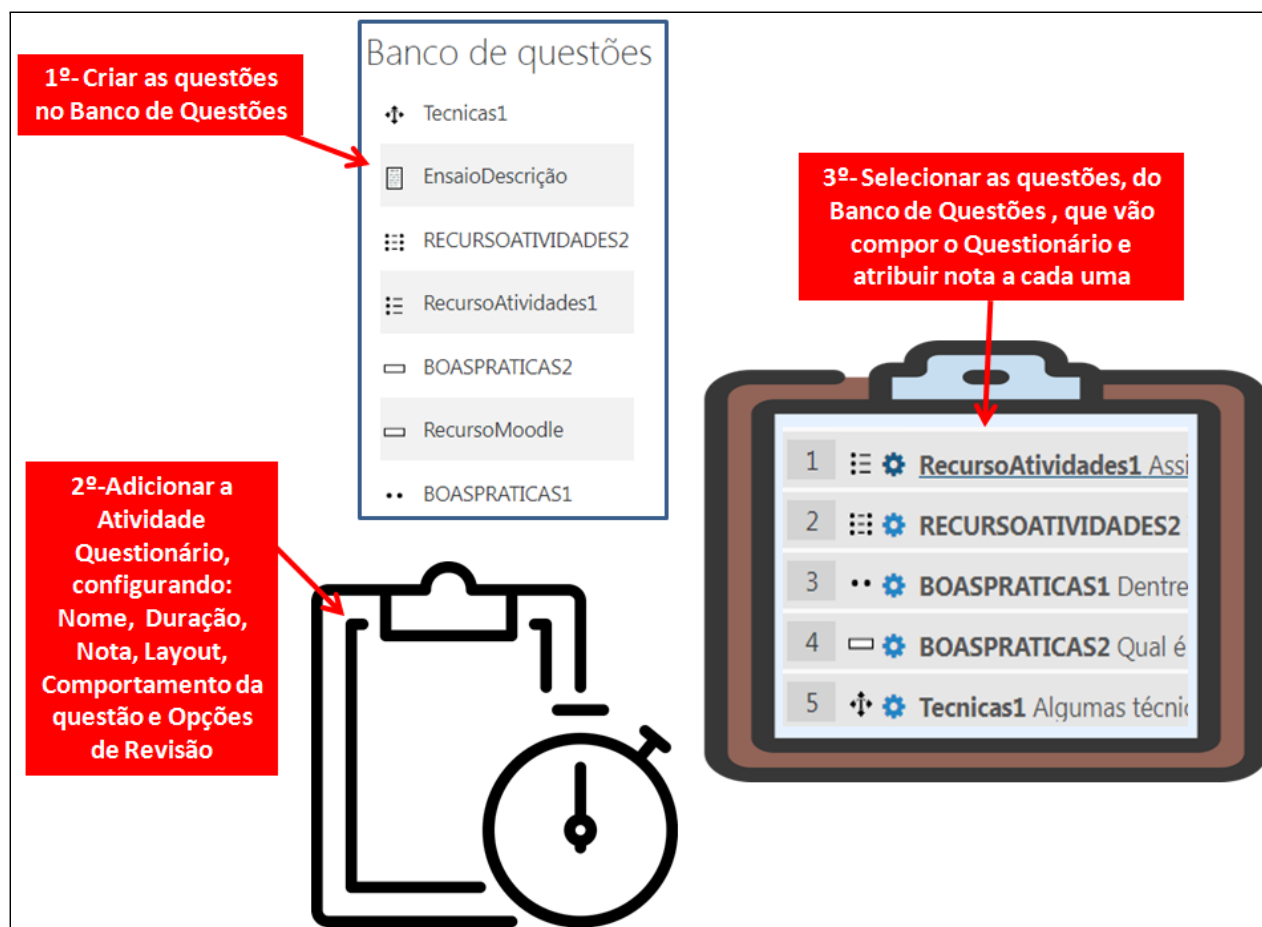 1º- Criar as questões
no Banco de Questões
Banco de questões
Tecnicas1
EnsaioDescrição
RECURSOATIVIDADES2
RecursoAtividades1
BOASPRATICAS2
RecursoMoodle
BOASPRATICAS1
2º-Adicionar a
Atividade
Questionário,
configurando:
Nome, Duração,
Nota, Layout,
Comportamento da
questão e Opções
de Revisão
3º- Selecionar as questões, do
Banco de Questões , que vão
compor o Questionário e
atribuir nota a cada uma
1 RecursoAtividades1 Assi
2 RECURSOATIVIDADES2
3 BOASPRATICAS1 Dentre
4 BOASPRATICAS2 Qual é
5 Tecnicas1 Algumas técnic